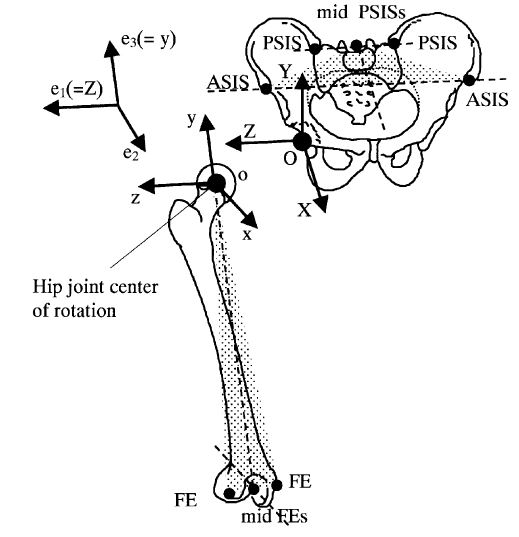 mid PSISs
e3(= y)
PSIS
PSIS
Y
e1(=Z)
ASIS
ASIS
y
Z
e2
O
o
z
X
x
Hip joint center
of rotation
FE
FE
mid FEs